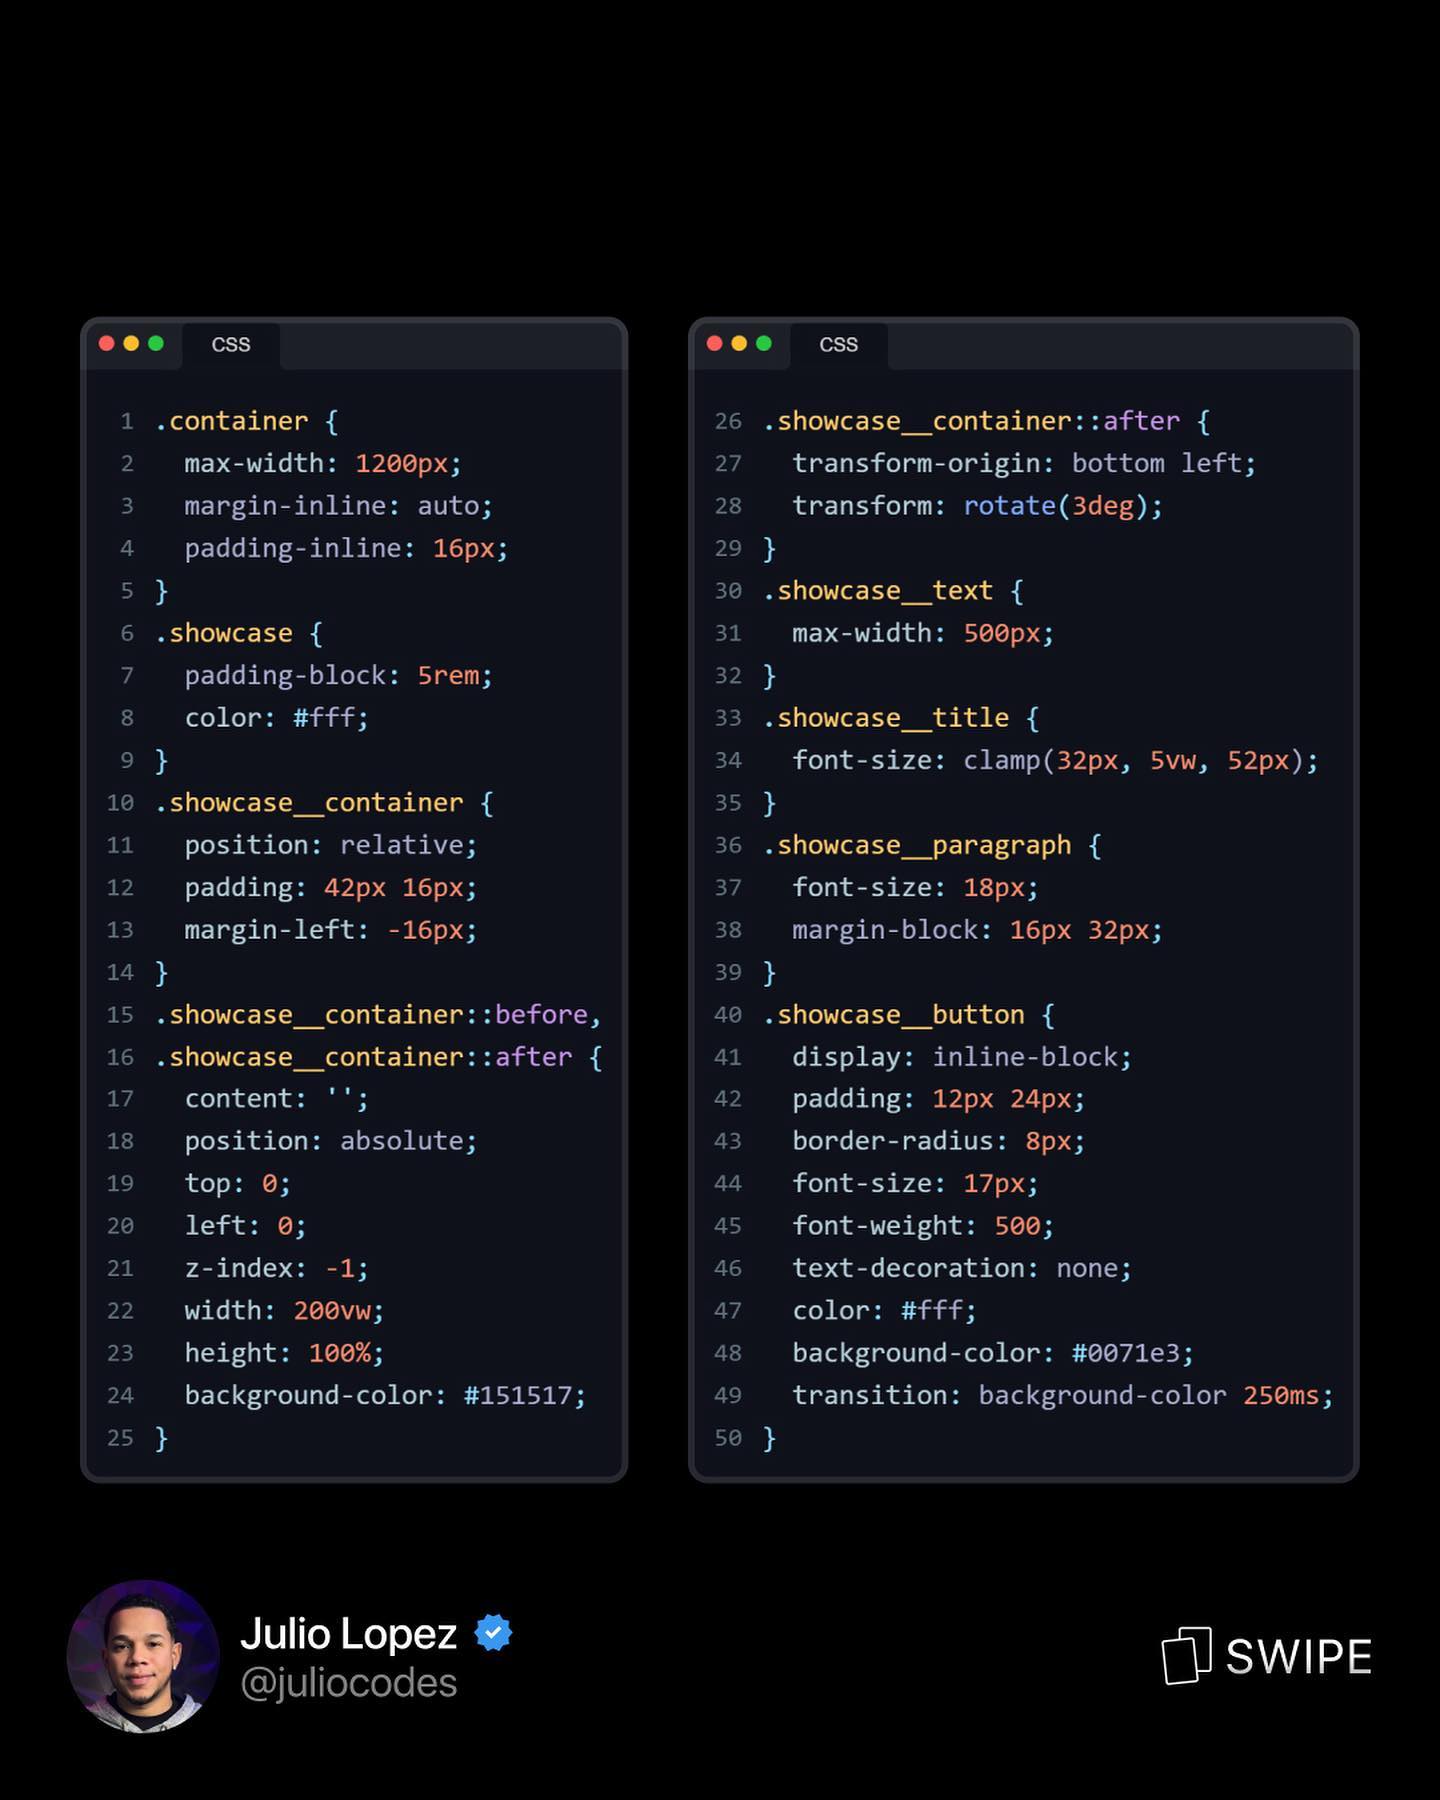 CSS
1 .container {
2   max-width: 1200px;
3   margin-inline: auto;
4   padding-inline: 16px;
5 }
6 .showcase {
7   padding-block: 5rem;
8   color: #fff;
9 }
10 .showcase__container {
11   position: relative;
12   padding: 42px 16px;
13   margin-left: -16px;
14 }
15 .showcase__container::before,
16 .showcase__container::after {
17   content: '';
18   position: absolute;
19   top: 0;
20   left: 0;
21   z-index: -1;
22   width: 200vw;
23   height: 100%;
24   background-color: #151517;
25 }
CSS
26 .showcase__container::after {
27   transform-origin: bottom left;
28   transform: rotate(3deg);
29 }
30 .showcase__text {
31   max-width: 500px;
32 }
33 .showcase__title {
34   font-size: clamp(32px, 5vw, 52px);
35 }
36 .showcase__paragraph {
37   font-size: 18px;
38   margin-block: 16px 32px;
39 }
40 .showcase__button {
41   display: inline-block;
42   padding: 12px 24px;
43   border-radius: 8px;
44   font-size: 17px;
45   font-weight: 500;
46   text-decoration: none;
47   color: #fff;
48   background-color: #0071e3;
49   transition: background-color 250ms;
50 }
Julio Lopez
@juliocodes
SWIPE